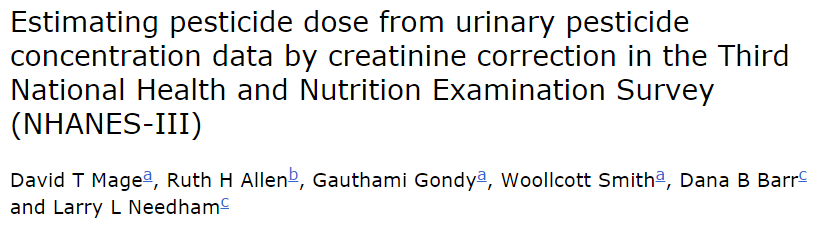 Estimating pesticide dose from urinary pesticide
concentration data by creatinine correction in the Third
National Health and Nutrition Examination Survey
(NHANES-III)
David T Mageª, Ruth H Allenb, Gauthami Gondya, Woollcott Smitha, Dana B Barrc
and Larry L Needhamc